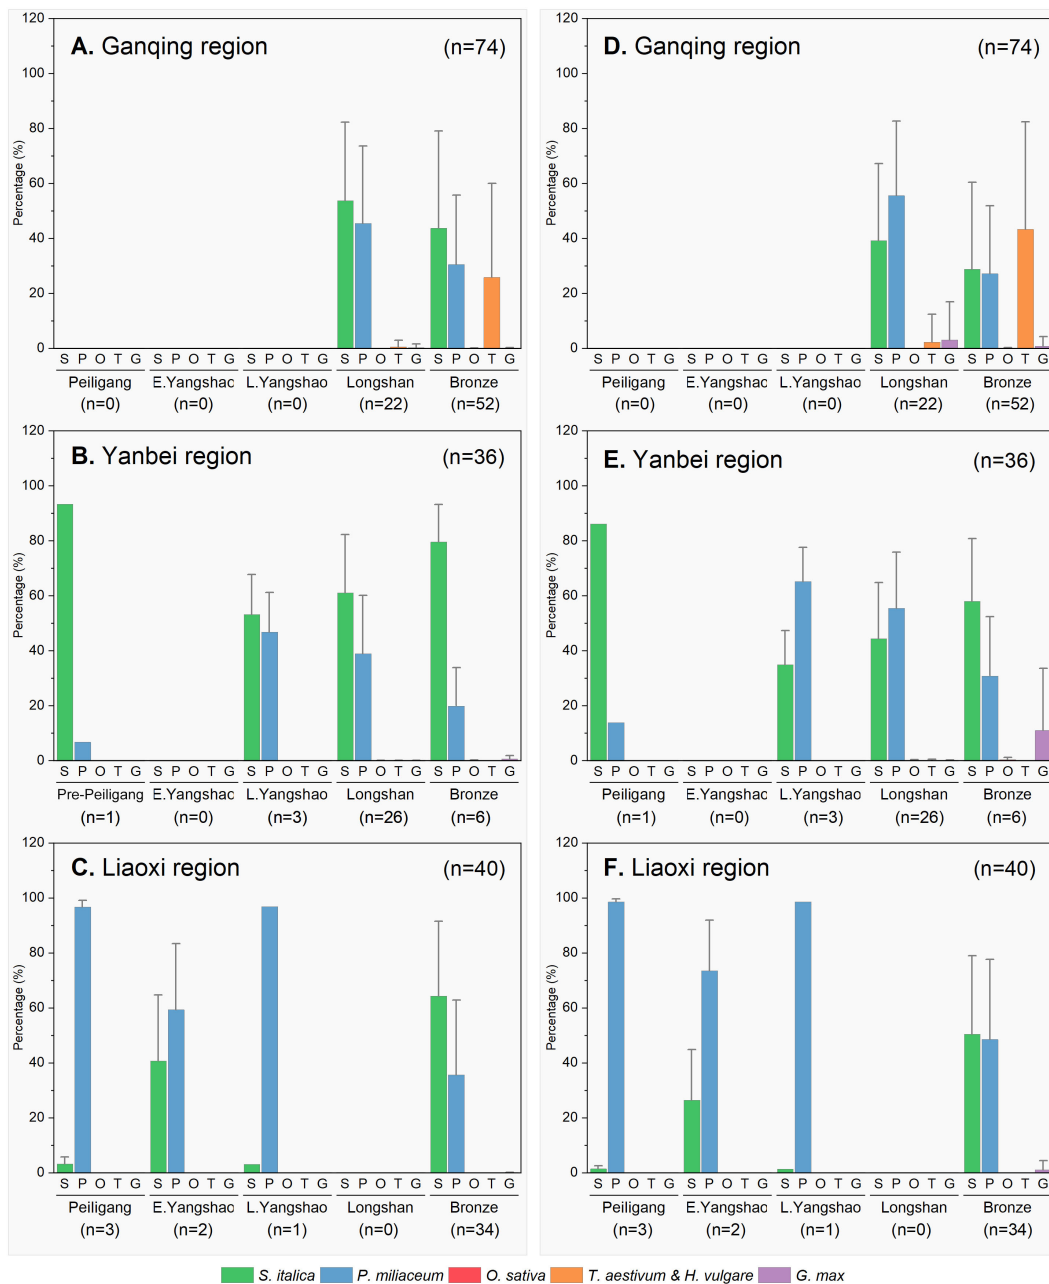 A. Ganqing region (n=74)
Percentage (%)
120
100
80
60
40
20
0
S P O T G S P O T G S P O T G S P O T G S P O T G
Peiligang E.Yangshac L.Yangshao Longshan Bronze
(n=0) (n=0) (n=0) (n=22) (n=52)
B. Yanbei region (n=36)
Percentage (%)
120
100
80
60
40
20
0
S P O T G S P O T G S P O T G S P O T G S P O T G
Pre-Peiligang E.Yangshac L.Yangshao Longshan Bronze
(n=1) (n=0) (n=3) (n=26) (n=6)
C. Liaoxi region (n=40)
Percentage (%)
120
100
80
60
40
20
0
S P O T G S P O T G S P O T G S P O T G S P O T G
Peiligang E.Yangshao L.Yangshao Longshan Bronze
(n=3) (n=2) (n=1) (n=0) (n=34)
D. Ganqing region (n=74)
Percentage (%)
120
100
80
60
40
20
0
S P O T G S P O T G S P O T G S P O T G S P O T G
Peiligang E.Yangshac L.Yangshao Longshan Bronze
(n=0) (n=0) (n=0) (n=22) (n=52)
E. Yanbei region (n=36)
Percentage (%)
120
100
80
60
40
20
0
S P O T G S P O T G S P O T G S P O T G S P O T G
Peiligang E.Yangshac L.Yangshao Longshan Bronze
(n=1) (n=0) (n=3) (n=26) (n=6)
F. Liaoxi region (n=40)
Percentage (%)
120
100
80
60
40
20
0
S P O T G S P O T G S P O T G S P O T G S P O T G
Peiligang E.Yangshao L.Yangshao Longshan Bronze
(n=3) (n=2) (n=1) (n=0) (n=34)
S. italica P. miliaceum O. sativa T. aestivum & H. vulgare G. max